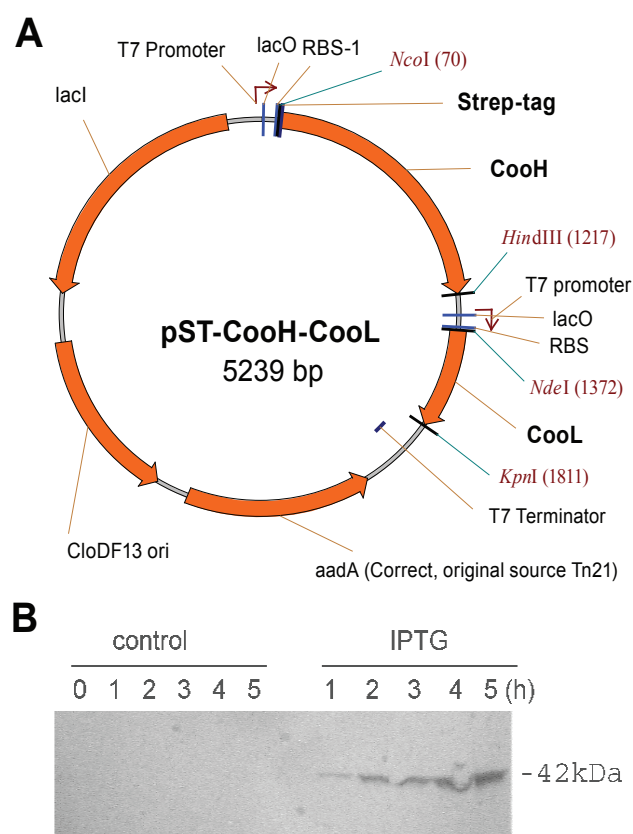 A
T7 Promoter
lacO RBS-1
NcoI (70)
lacI
Strep-tag
CooH
HindIII (1217)
T7 promoter
lacO
RBS
pST-CooH-CooL
5239 bp
NdeI (1372)
CooL
KpnI (1811)
T7 Terminator
CloDF13 ori
aadA (Correct, original source Tn21)
B
control IPTG
0 1 2 3 4 5 1 2 3 4 5 (h)
-42kDa